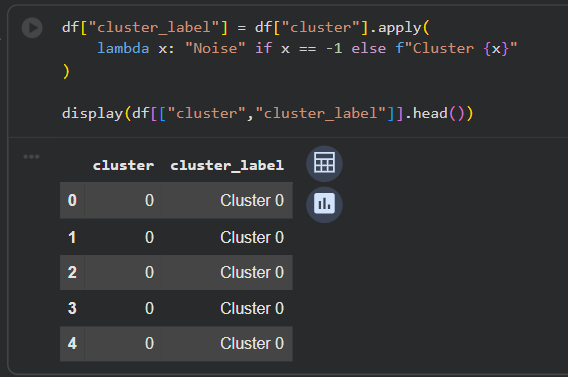 df["cluster_label"] = df["cluster"].apply(
    lambda x: "Noise" if x == -1 else f"Cluster {x}"
)
display(df[["cluster","cluster_label"]].head())
cluster cluster_label
0 0 Cluster 0
1 0 Cluster 0
2 0 Cluster 0
3 0 Cluster 0
4 0 Cluster 0